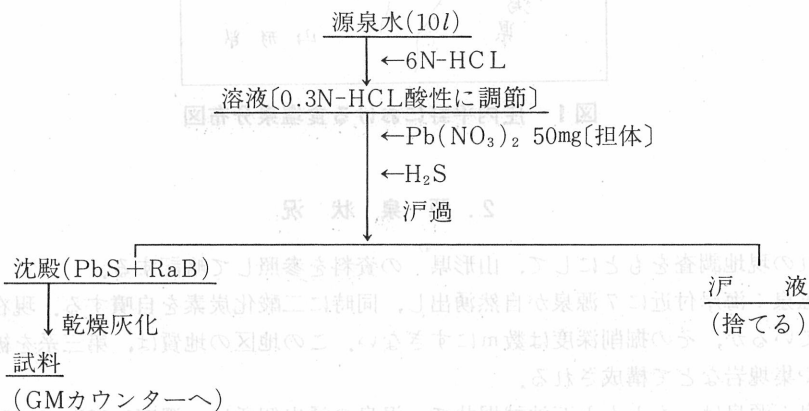 源泉水(10l)
←6N-HCL
溶液〔0.3N-HCL酸性に調節〕
←Pb(NO₃)₂ 50mg〔担体〕
←H₂S
沪過
沈殿(PbS+RaB)
沪 液
(捨てる)
乾燥灰化
試料
(GMカウンターへ)